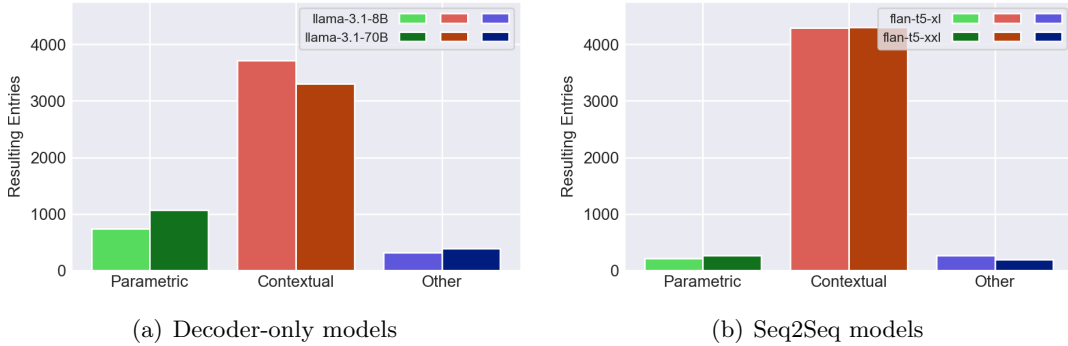 llama-3.1-8B
llama-3.1-70B
Resulting Entries
4000
3000
2000
1000
0
Parametric Contextual Other
(a) Decoder-only models
flan-t5-xl
flan-t5-xxl
Resulting Entries
4000
3000
2000
1000
0
Parametric Contextual Other
(b) Seq2Seq models